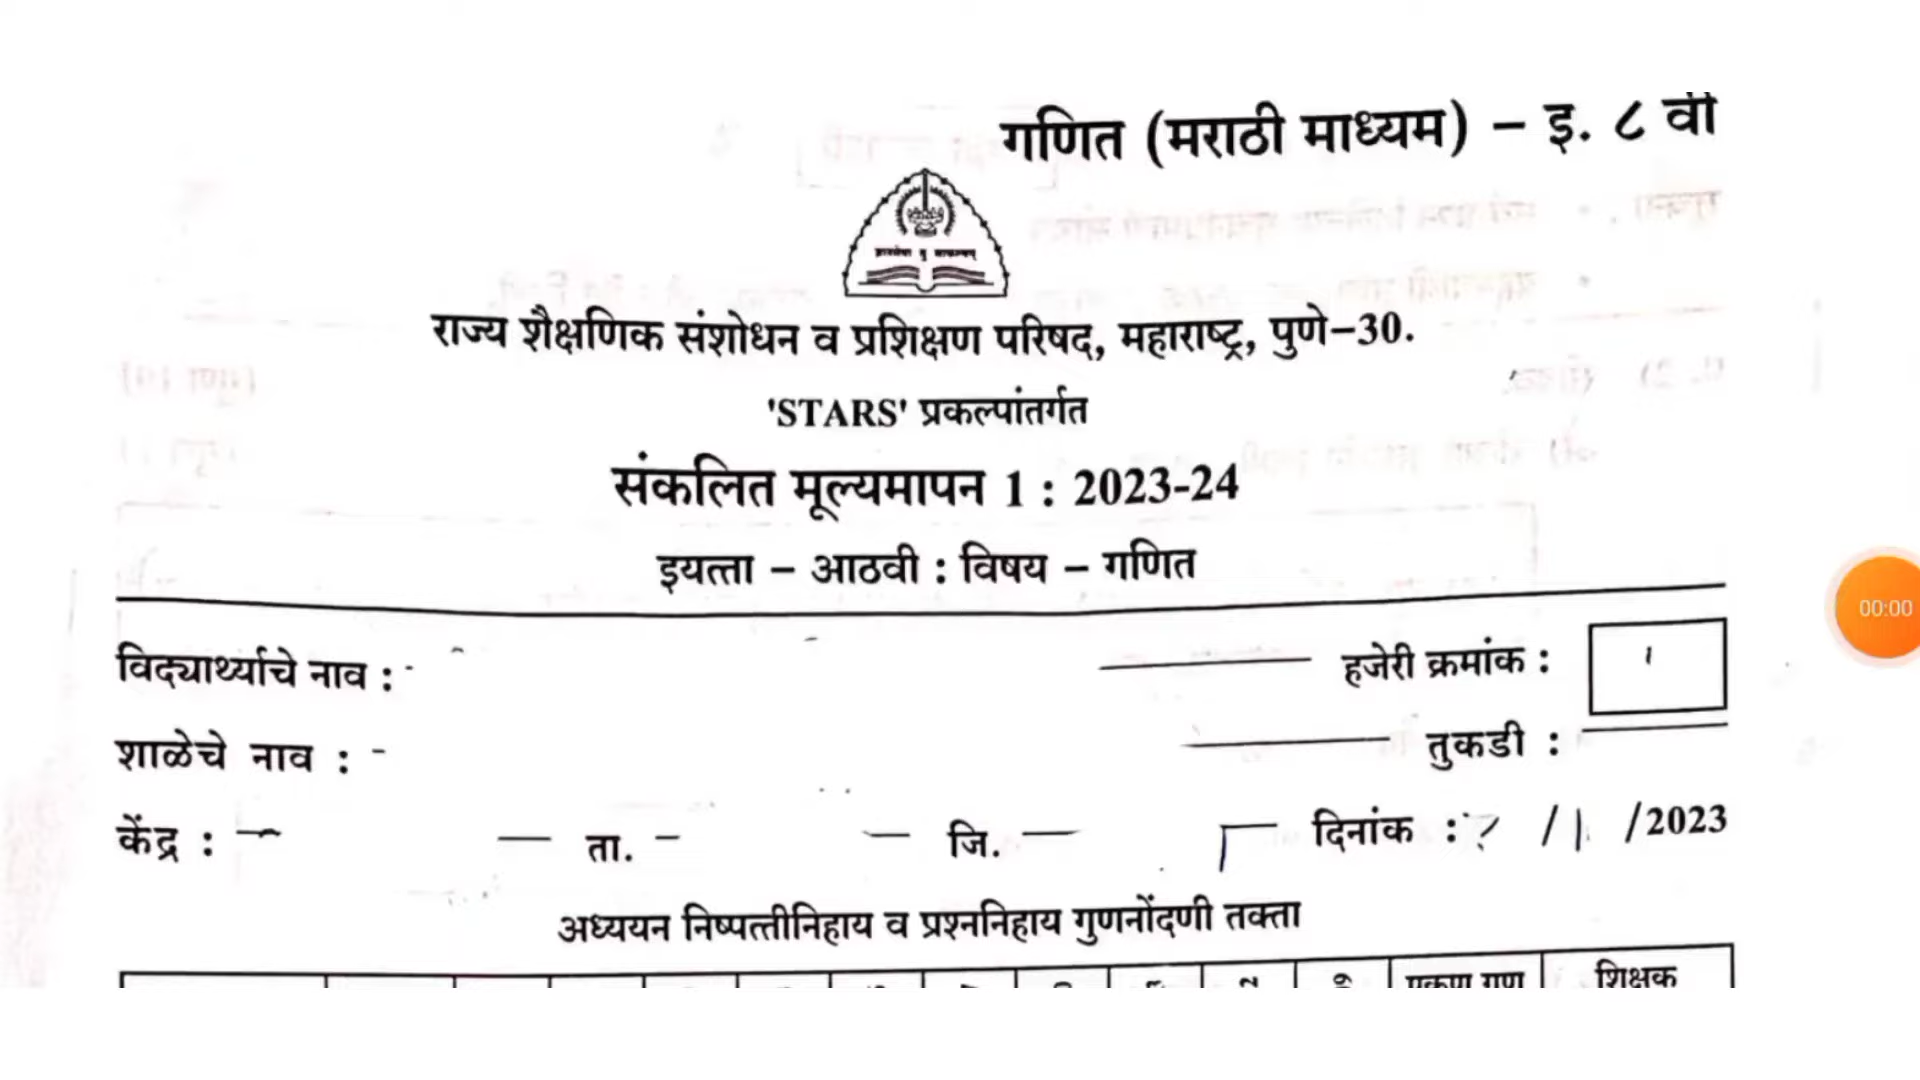 गणित (मराठी माध्यम) – इ. ८ वी
राज्य शैक्षणिक संशोधन व प्रशिक्षण परिषद, महाराष्ट्र, पुणे–30.
'STARS' प्रकल्पांतर्गत
संकलित मूल्यमापन 1 : 2023-24
इयत्ता – आठवी : विषय – गणित
विद्यार्थ्याचे नाव : हजेरी क्रमांक :
शाळेचे नाव : तुकडी :
केंद्र : ता. जि. दिनांक : / /2023
00:00
अध्ययन निष्पत्तीनिहाय व प्रश्ननिहाय गुणनोंदणी तक्ता
एकूण गुण शिक्षक